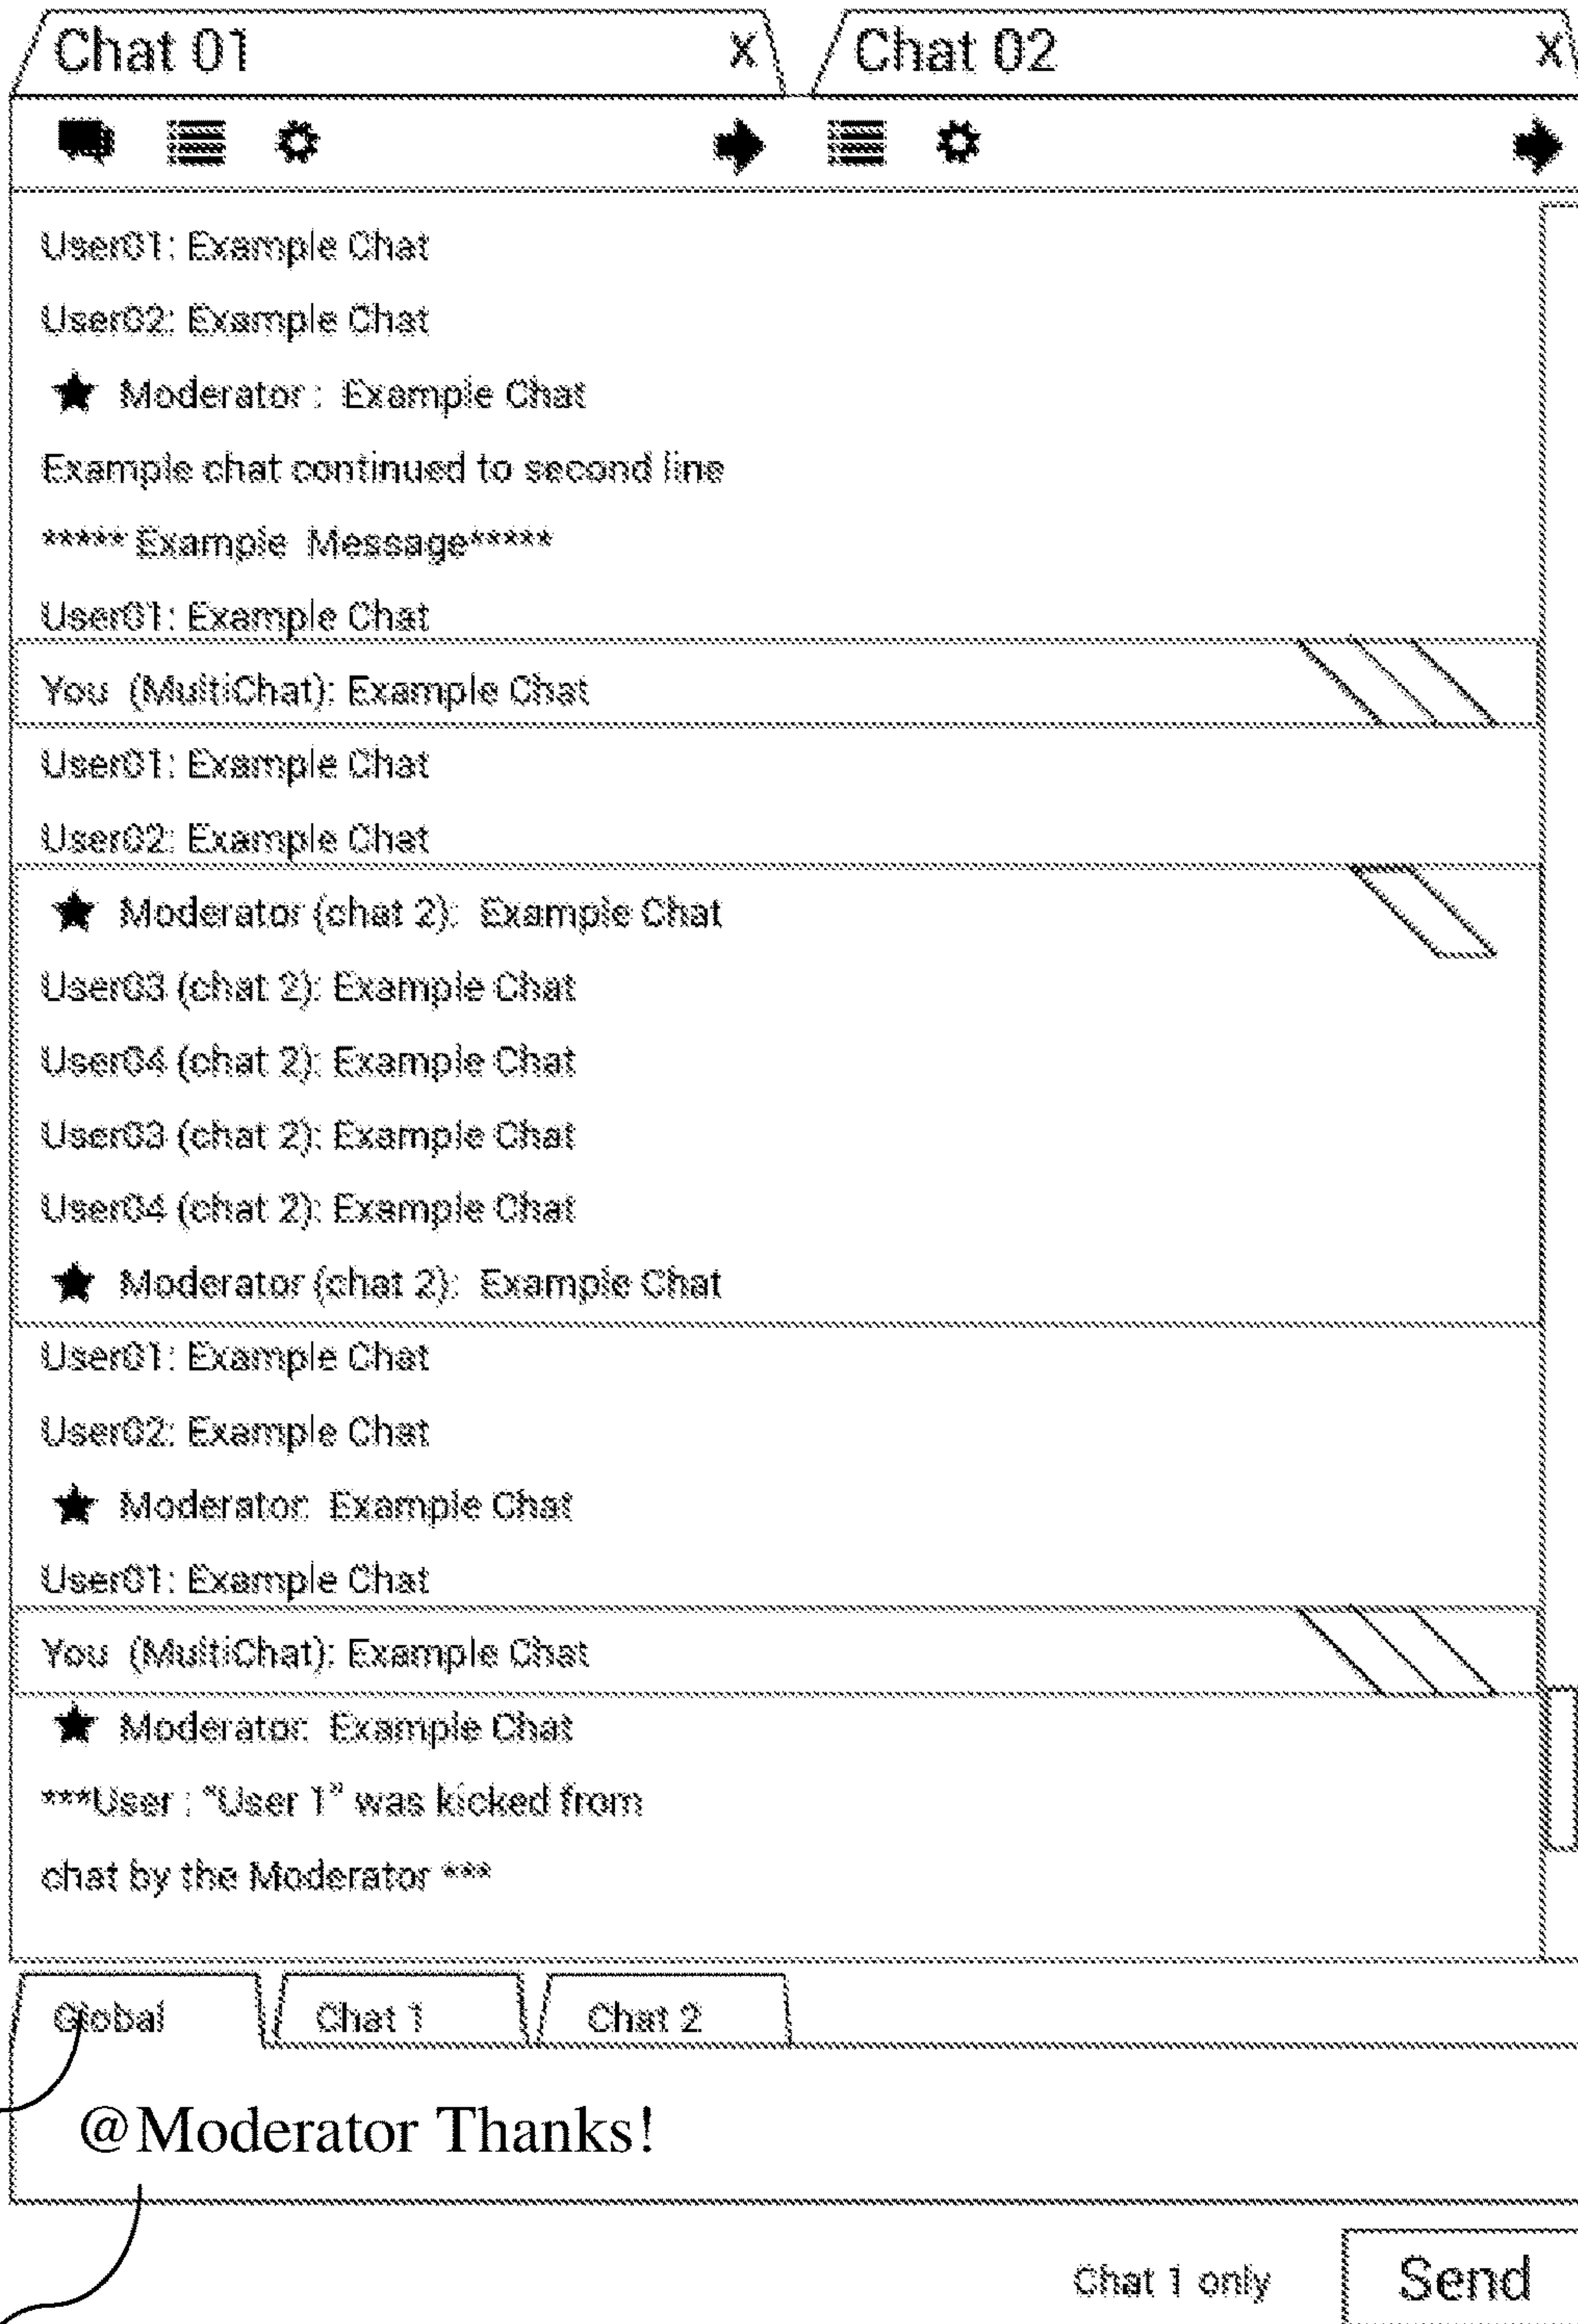 Chat 01 X Chat 02 X
User01: Example Chat
User02: Example Chat
★ Moderator : Example Chat
Example chat continued to second line
***** Example Message*****
User01: Example Chat
You (MultiChat): Example Chat
User01: Example Chat
User02: Example Chat
★ Moderator (chat 2): Example Chat
User03 (chat 2): Example Chat
User04 (chat 2): Example Chat
User03 (chat 2): Example Chat
User04 (chat 2): Example Chat
★ Moderator (chat 2): Example Chat
User01: Example Chat
User02: Example Chat
★ Moderator: Example Chat
User01: Example Chat
You (MultiChat): Example Chat
★ Moderator: Example Chat
***User : "User 1" was kicked from
chat by the Moderator ***
Global Chat 1 Chat 2
@Moderator Thanks!
Chat 1 only Send